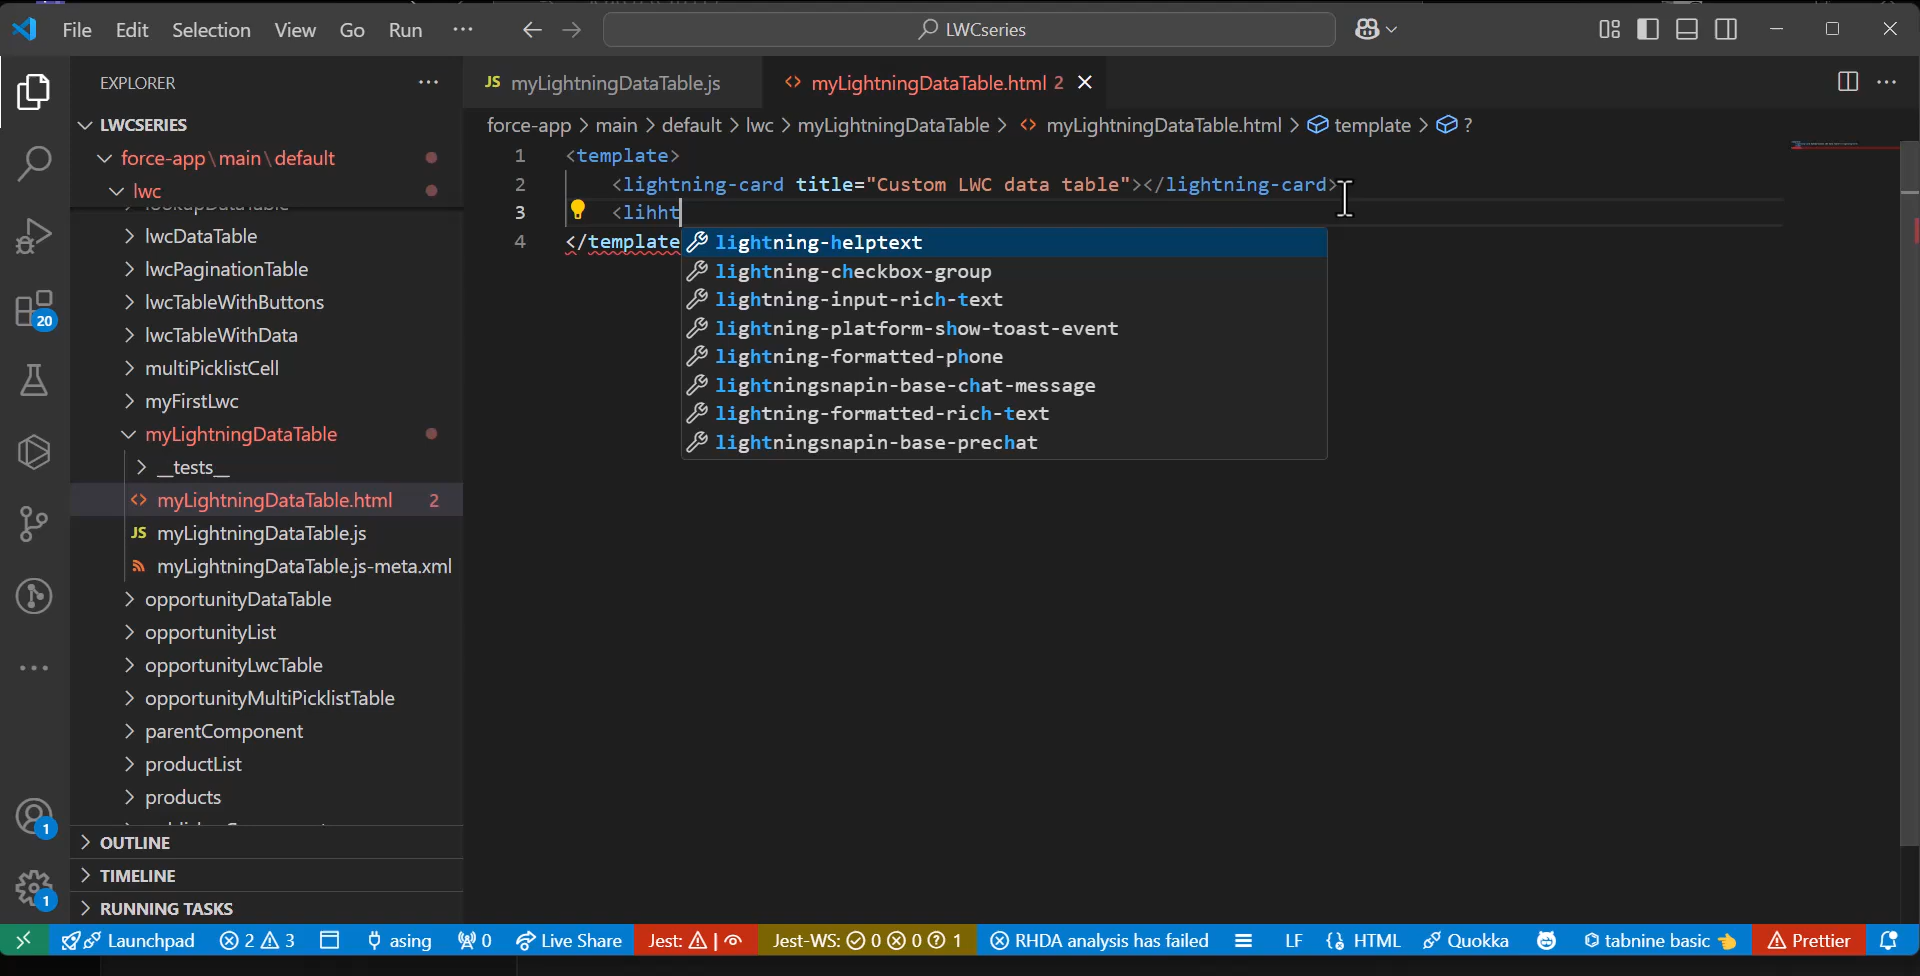 File Edit Selection View Go Run ··· LWCseries
EXPLORER
LWCSERIES
force-app\main\default
lwc
lwcDataTable
lwcPaginationTable
lwcTableWithButtons
lwcTableWithData
multiPicklistCell
myFirstLwc
myLightningDataTable
__tests__
myLightningDataTable.html 2
JS myLightningDataTable.js
myLightningDataTable.js-meta.xml
opportunityDataTable
opportunityList
opportunityLwcTable
opportunityMultiPicklistTable
parentComponent
productList
products
OUTLINE
TIMELINE
RUNNING TASKS
20
1
1
JS myLightningDataTable.js <> myLightningDataTable.html 2
force-app > main > default > lwc > myLightningDataTable > <> myLightningDataTable.html > template > ?
1 <template>
2 <lightning-card title="Custom LWC data table"></lightning-card>
3 <lihht
4 </template
lightning-helptext
lightning-checkbox-group
lightning-input-rich-text
lightning-platform-show-toast-event
lightning-formatted-phone
lightningsnapin-base-chat-message
lightning-formatted-rich-text
lightningsnapin-base-prechat
Launchpad 2 3 asing 0 Live Share Jest: | Jest-WS: 0 0 1 RHDA analysis has failed LF {} HTML Quokka tabnine basic Prettier